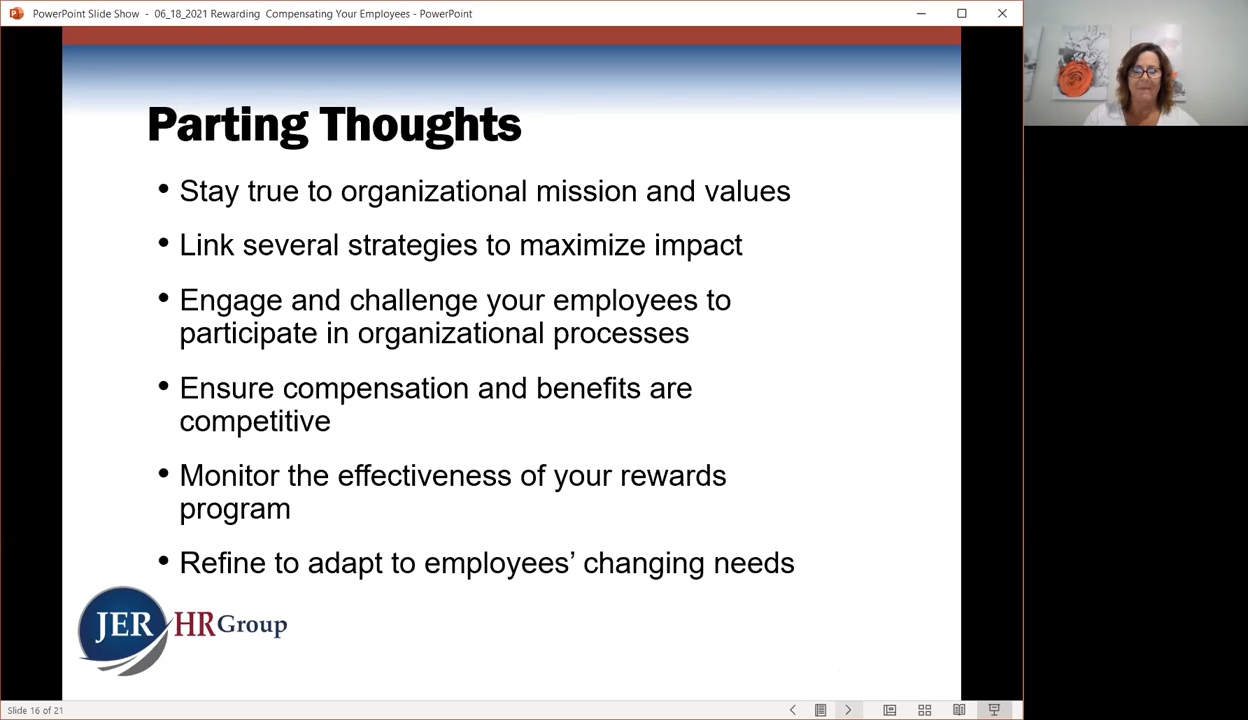 PowerPoint Slide Show - 06_18_2021 Rewarding Compensating Your Employees - PowerPoint
Parting Thoughts
• Stay true to organizational mission and values
• Link several strategies to maximize impact
• Engage and challenge your employees to
participate in organizational processes
• Ensure compensation and benefits are
competitive
• Monitor the effectiveness of your rewards
program
• Refine to adapt to employees’ changing needs
JER HR Group
Slide 16 of 21